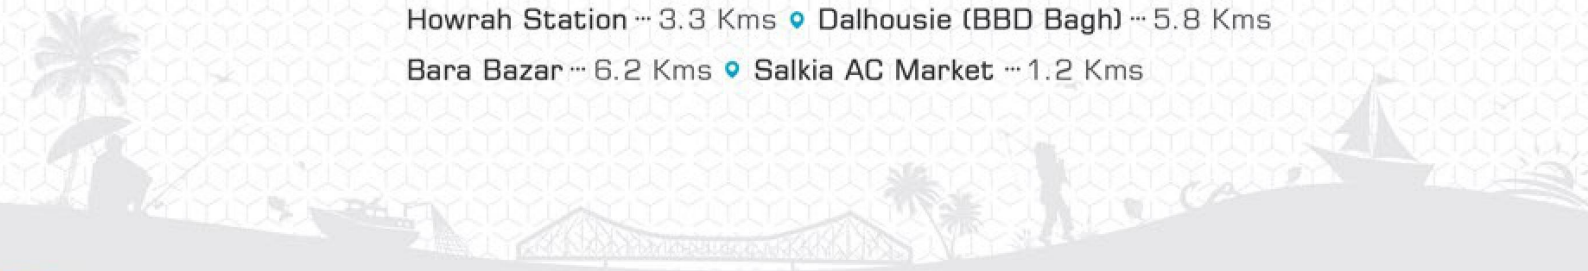 Howrah Station ··· 3.3 Kms Dalhousie (BBD Bagh) ··· 5.8 Kms
Bara Bazar ··· 6.2 Kms Salkia AC Market ··· 1.2 Kms